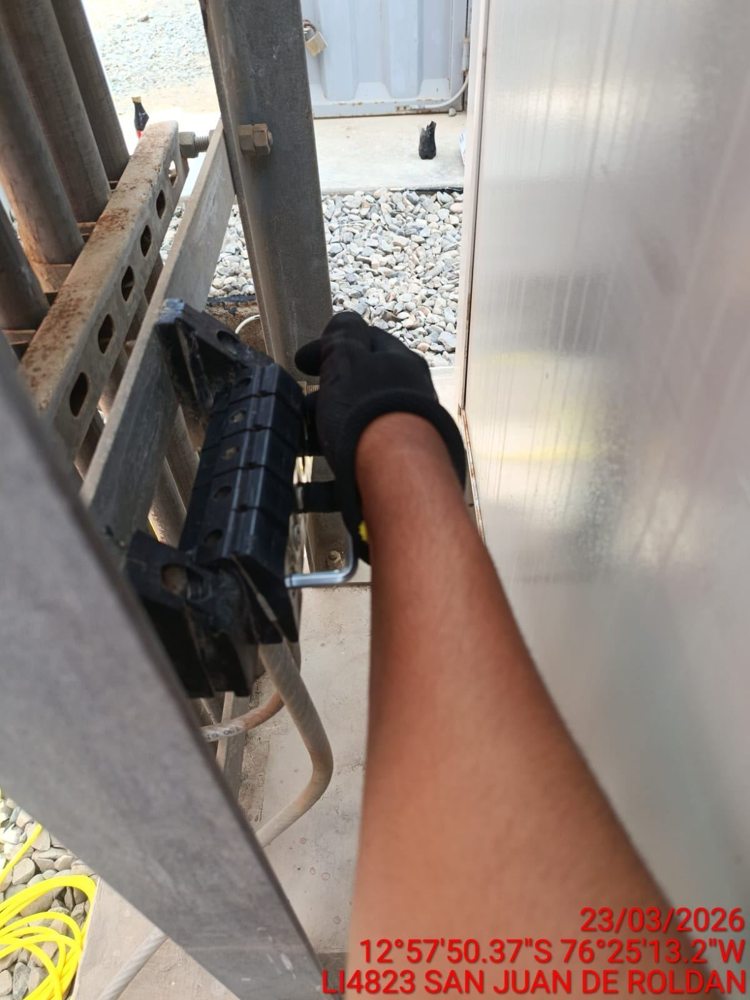 23/03/2026
12°57'50.37"S 76°25'13.2"W
LI4823 SAN JUAN DE ROLDAN